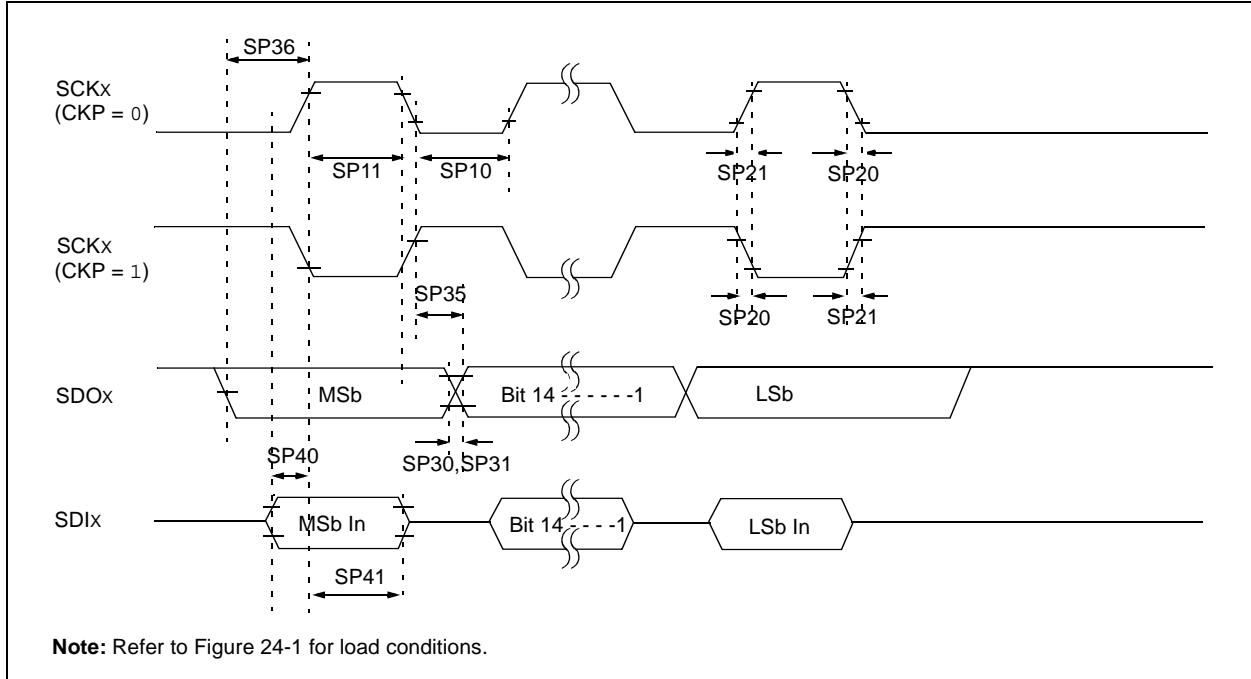 SP36
SCKX
(CKP = 0)
SP11
SP10
SP21
SP20
SCKX
(CKP = 1)
SP35
SP20
SP21
SDOX
MSb
Bit 14 - - - - - -1
LSb
SP40
SP30,SP31
SDIX
MSb In
Bit 14 - - - -1
LSb In
SP41
Note: Refer to Figure 24-1 for load conditions.